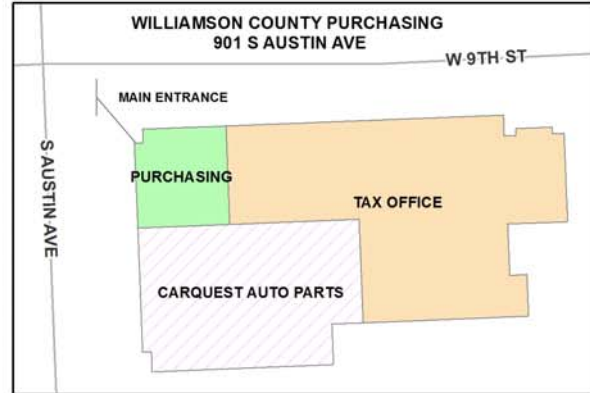 WILLIAMSON COUNTY PURCHASING
901 S AUSTIN AVE
W 9TH ST
MAIN ENTRANCE
S AUSTIN AVE
PURCHASING
TAX OFFICE
CARQUEST AUTO PARTS